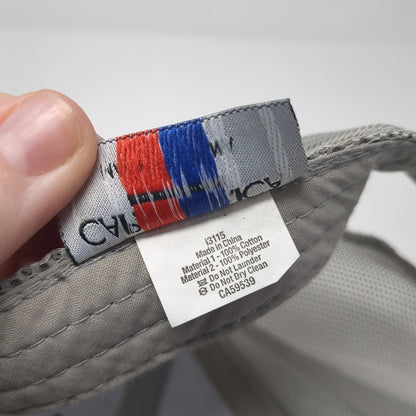 I3115
Made in China
Material 1 - 100% Cotton
Material 2 - 100% Polyester
Do Not Launder
Do Not Dry Clean
CA59539